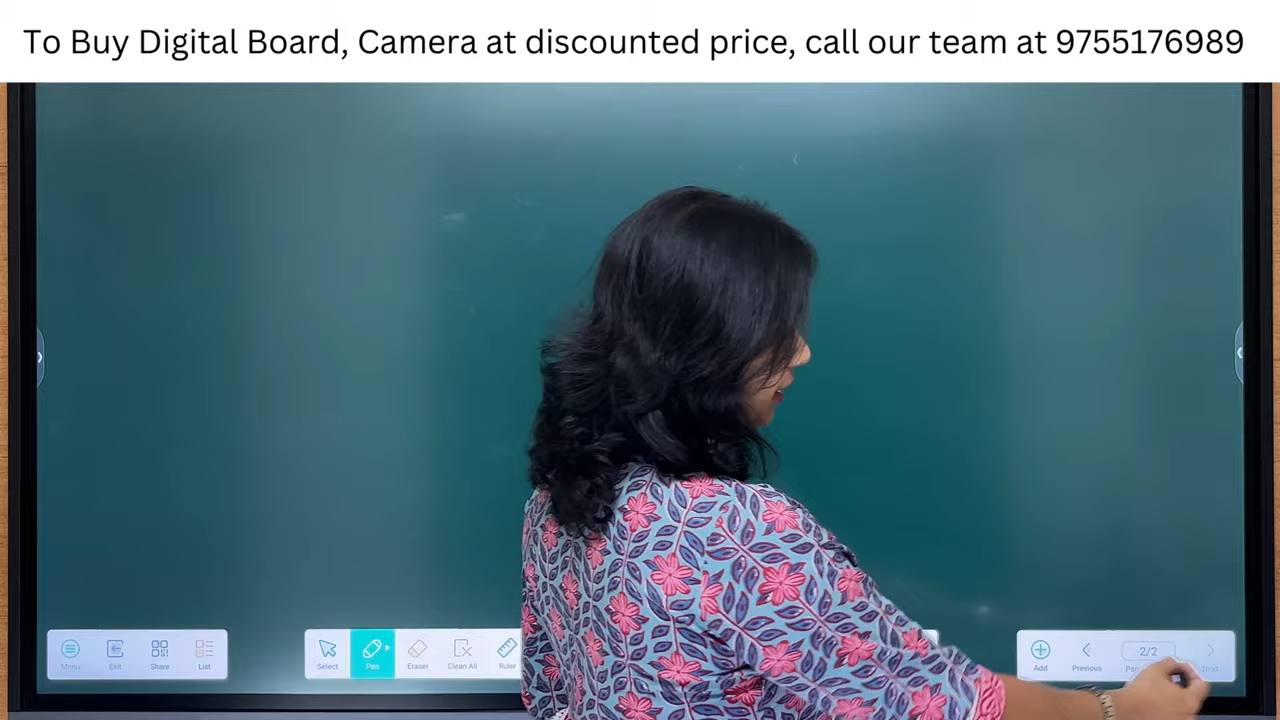 To Buy Digital Board, Camera at discounted price, call our team at 9755176989
2/2
Menu Exit Share List Select Pen Eraser Clean All Ruler Add Previous Next